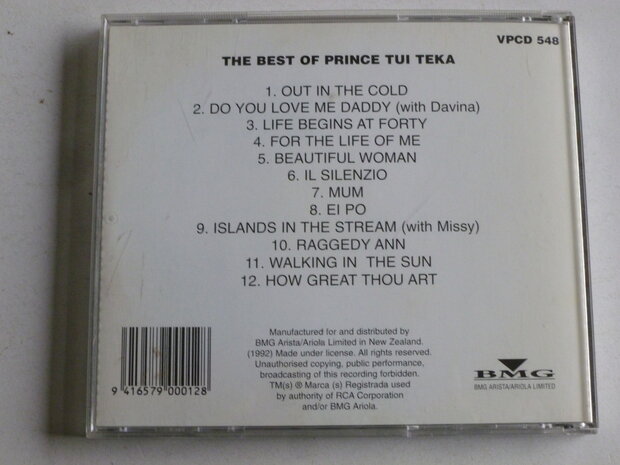 VPCD 548
THE BEST OF PRINCE TUI TEKA
1. OUT IN THE COLD
2. DO YOU LOVE ME DADDY (with Davina)
3. LIFE BEGINS AT FORTY
4. FOR THE LIFE OF ME
5. BEAUTIFUL WOMAN
6. IL SILENZIO
7. MUM
8. EI PO
9. ISLANDS IN THE STREAM (with Missy)
10. RAGGEDY ANN
11. WALKING IN THE SUN
12. HOW GREAT THOU ART
Manufactured for and distributed by
BMG Arista/Ariola Limited in New Zealand.
(1992) Made under license. All rights reserved.
Unauthorised copying, public performance,
broadcasting of this recording forbidden.
TM(s) ® Marca (s) Registrada used
by authority of RCA Corporation
and/or BMG Ariola.
9 416579 000128
BMG
BMG ARISTA/ARIOLA LIMITED